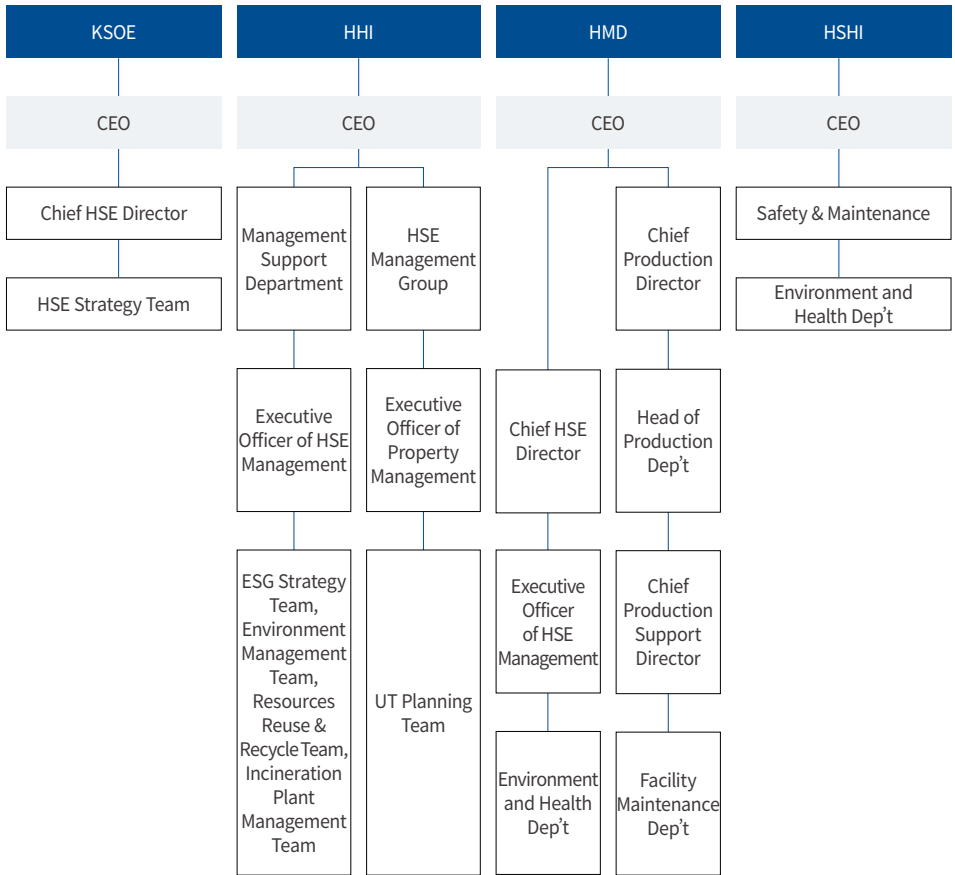 KSOE
CEO
Chief HSE Director
HSE Strategy Team
HHI
CEO
Management
Support
Department
Executive
Officer of HSE
Management
ESG Strategy
Team,
Environment
Management
Team,
Resources
Reuse &
Recycle Team,
Incineration
Plant
Management
Team
HSE
Management
Group
Executive
Officer of
Property
Management
UT Planning
Team
HMD
CEO
Chief HSE
Director
Executive
Officer
of HSE
Management
Environment
and Health
Dep’t
Chief
Production
Director
Head of
Production
Dep’t
Chief
Production
Support
Director
Facility
Maintenance
Dep’t
HSHI
CEO
Safety & Maintenance
Environment and
Health Dep’t